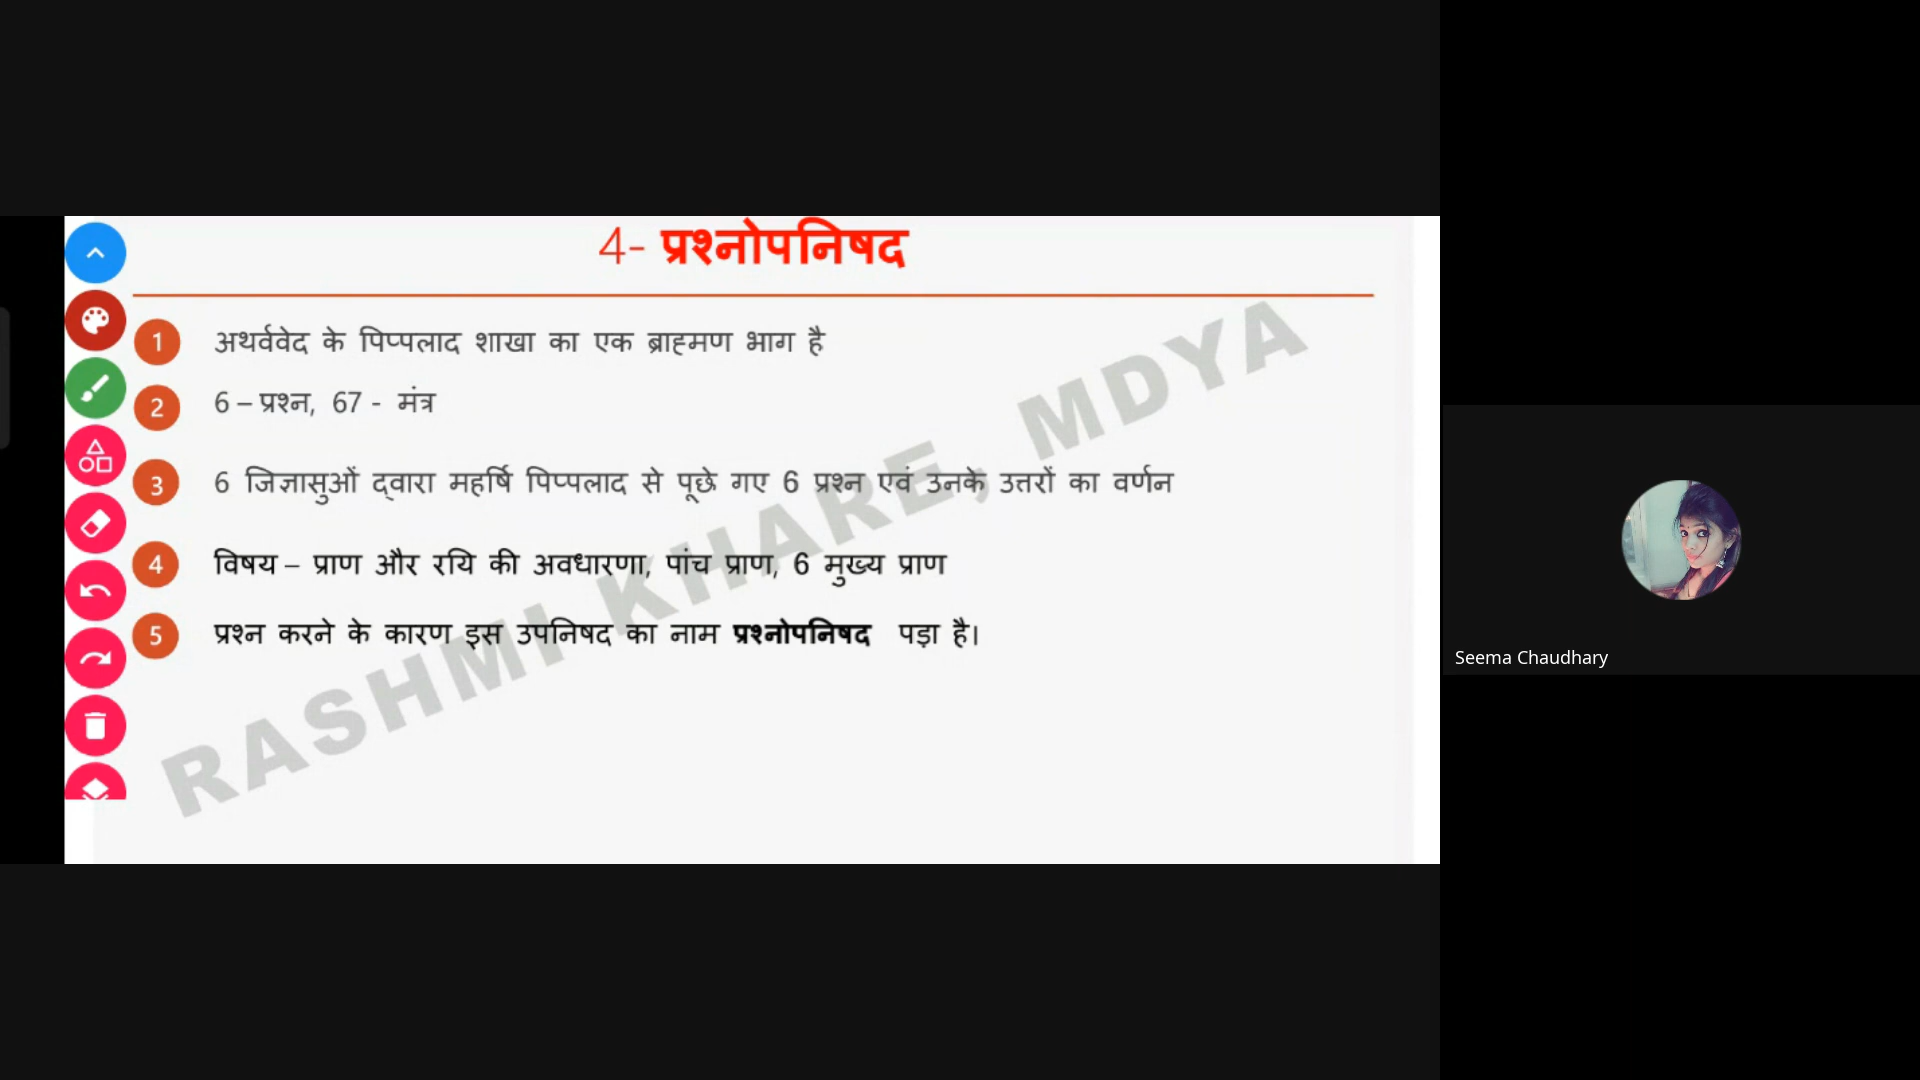 4- प्रश्नोपनिषद
1 अथर्ववेद के पिप्पलाद शाखा का एक ब्राह्मण भाग है
2 6 – प्रश्न, 67 - मंत्र
3 6 जिज्ञासुओं द्वारा महर्षि पिप्पलाद से पूछे गए 6 प्रश्न एवं उनके उत्तरों का वर्णन
4 विषय – प्राण और रयि की अवधारणा, पांच प्राण, 6 मुख्य प्राण
5 प्रश्न करने के कारण इस उपनिषद का नाम प्रश्नोपनिषद पड़ा है।
RASHMI KHARE, MDYA
Seema Chaudhary